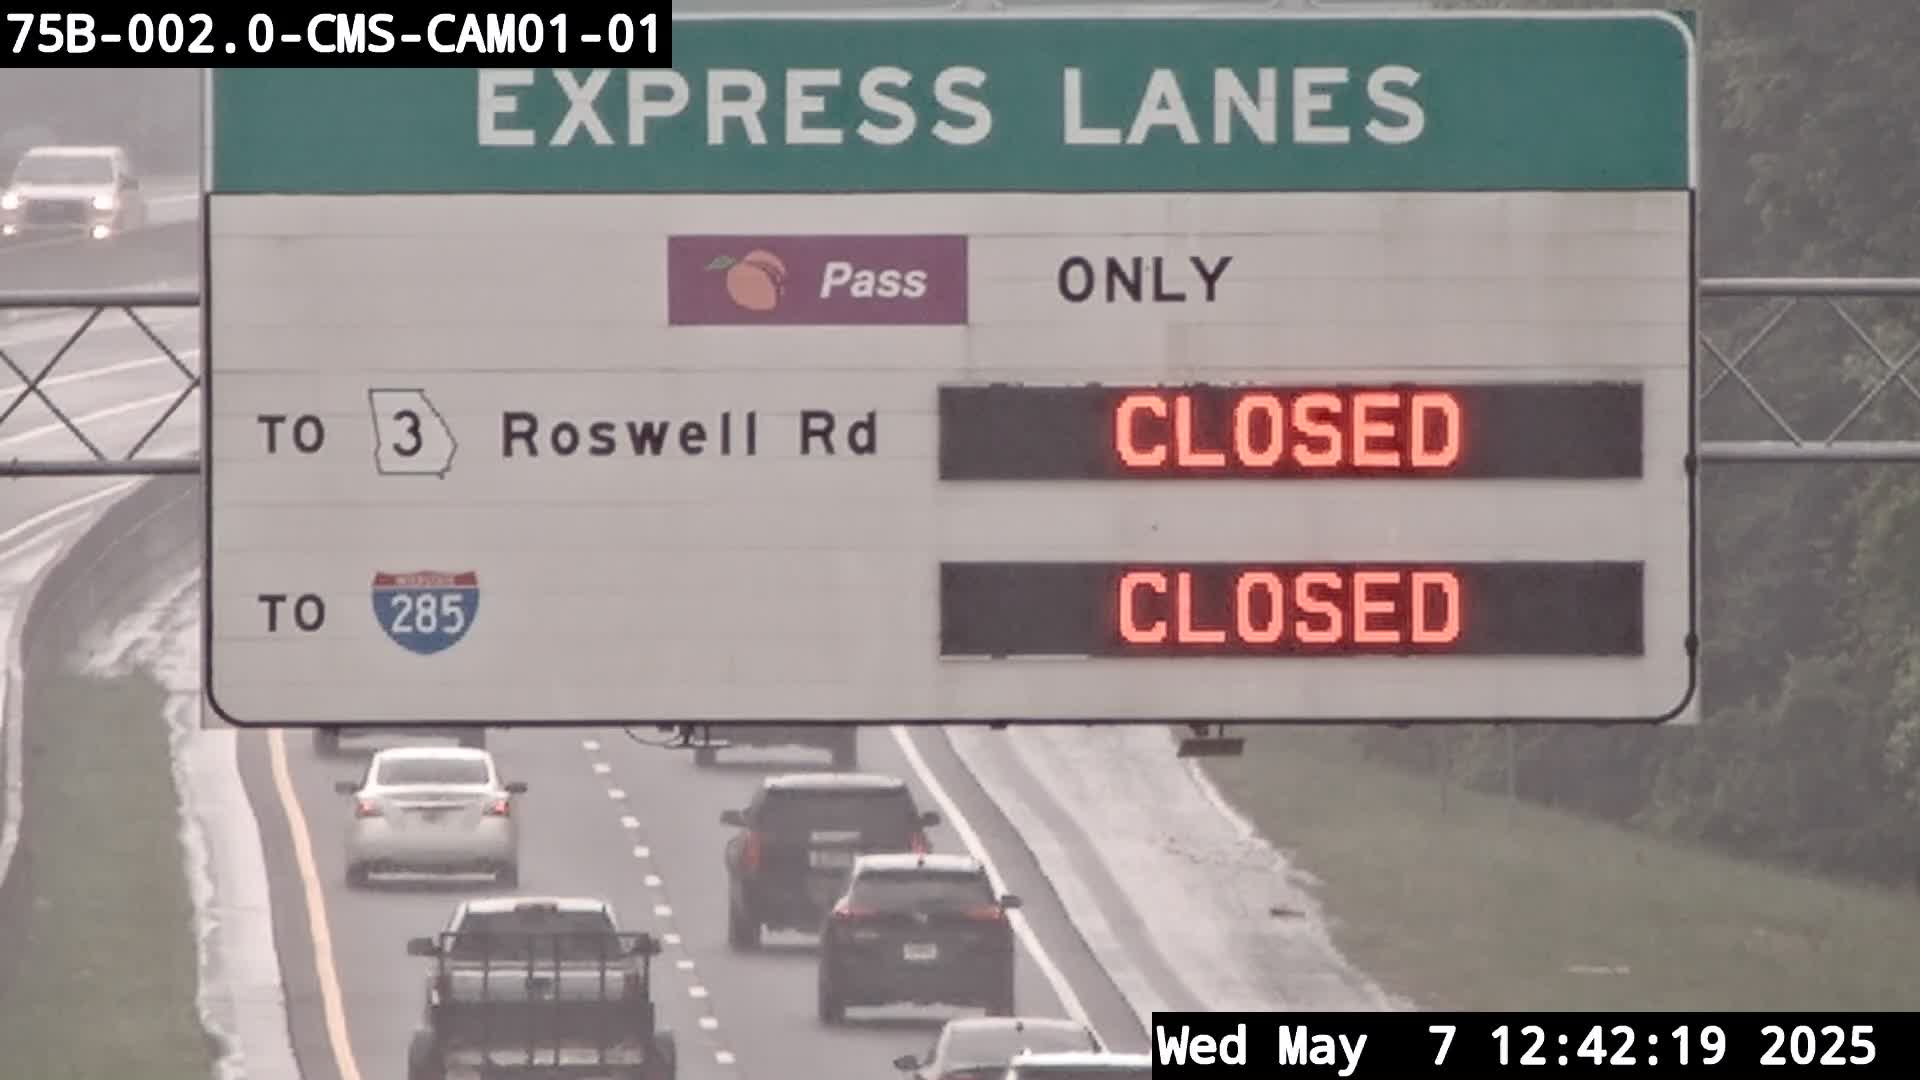 75B-002.0-CMS-CAM01-01
EXPRESS LANES
Pass ONLY
TO 3 Roswell Rd CLOSED
INTERSTATE
TO 285 CLOSED
Wed May 7 12:42:19 2025